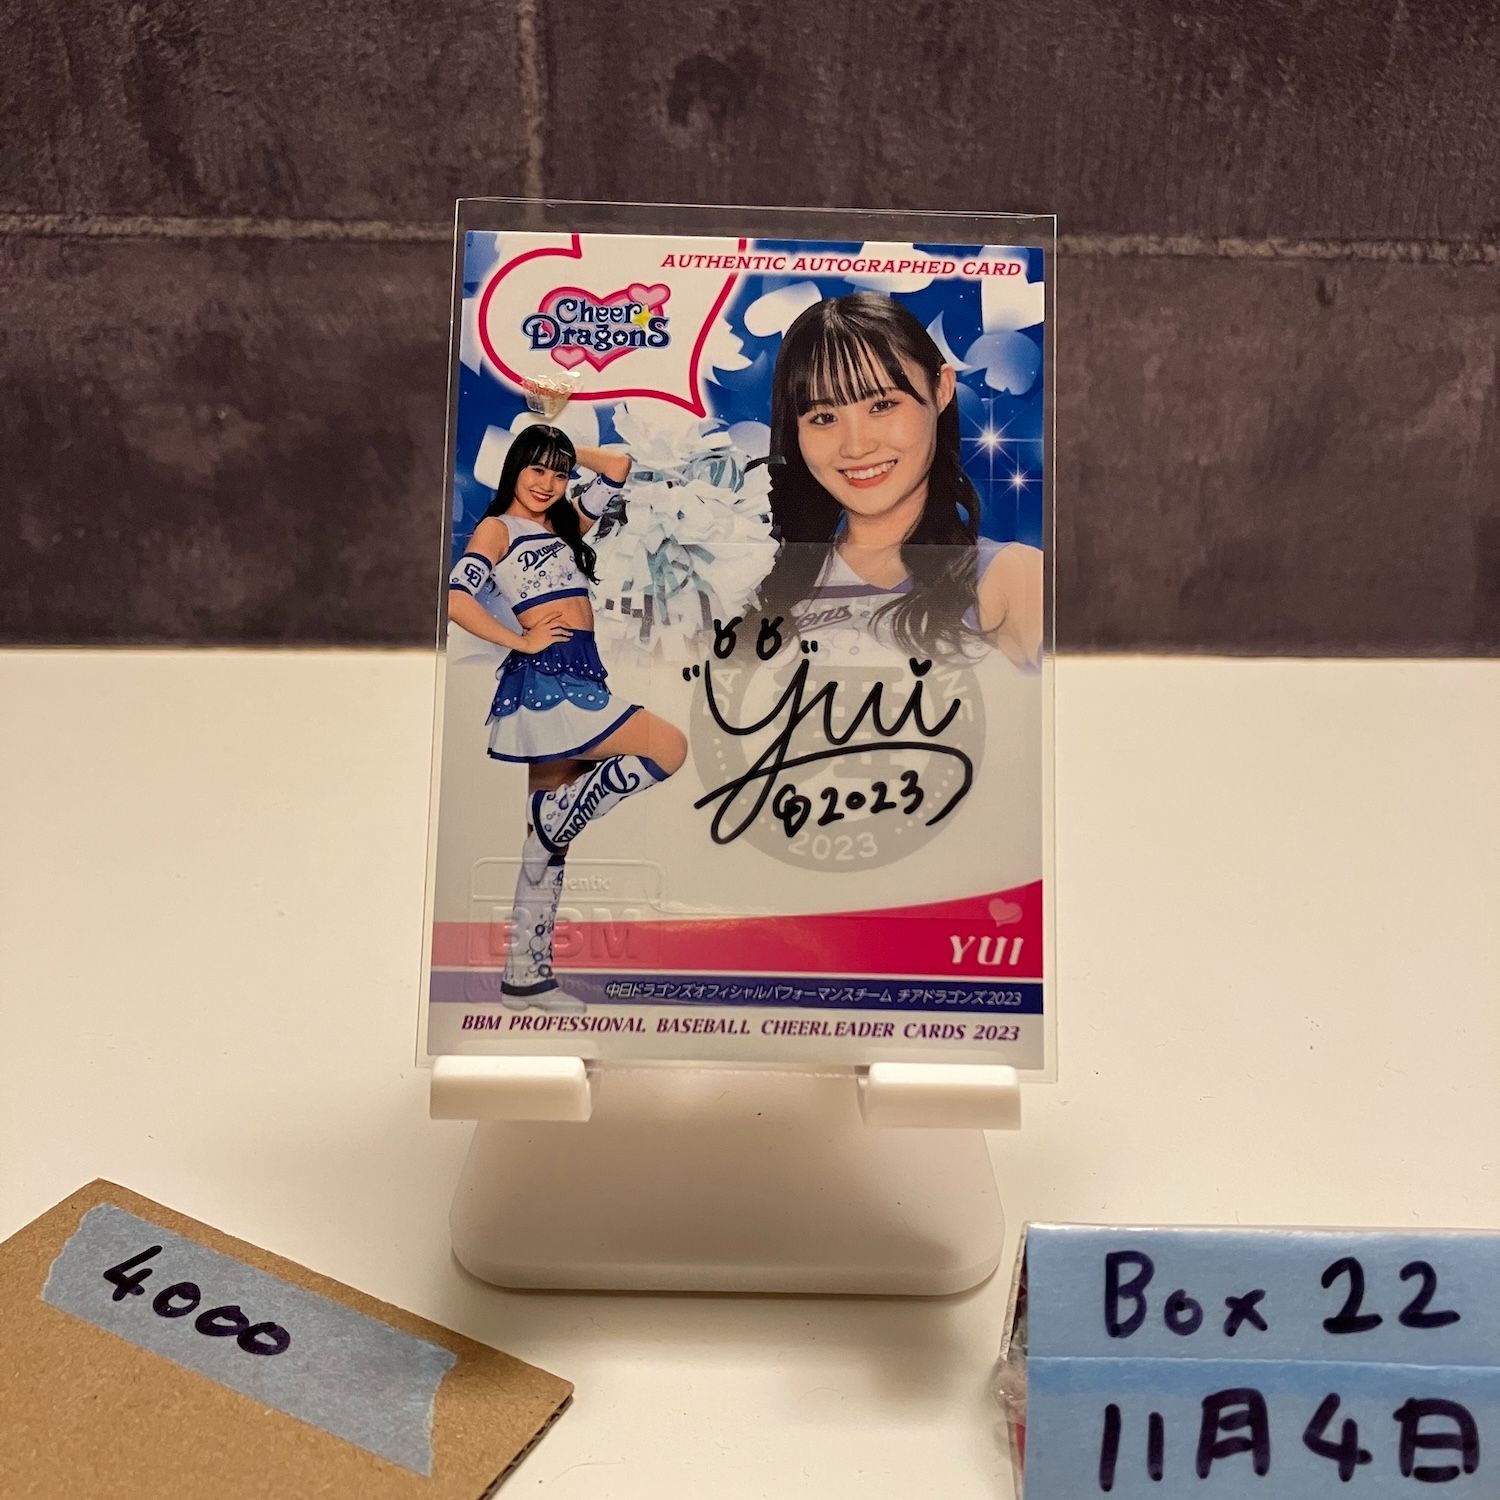 AUTHENTIC AUTOGRAPHED CARD
Cheer
Dragons
Dragons
Dragons
"yui"
2023
2023
Authentic
BBM
YUI
中日ドラゴンズオフィシャルパフォーマンスチーム チアドラゴンズ2023
BBM PROFESSIONAL BASEBALL CHEERLEADER CARDS 2023
4000
Box 22
11月4日